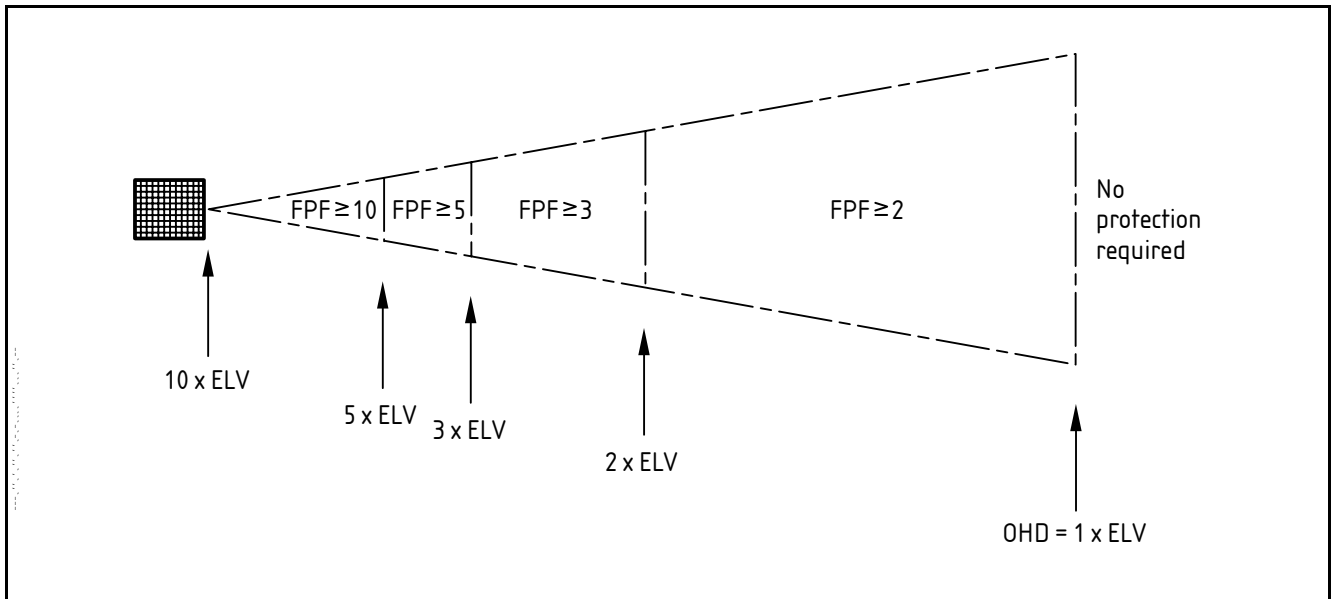 FPF≥10
FPF≥5
FPF≥3
FPF≥2
No
protection
required
10 x ELV
5 x ELV
3 x ELV
2 x ELV
OHD = 1 x ELV